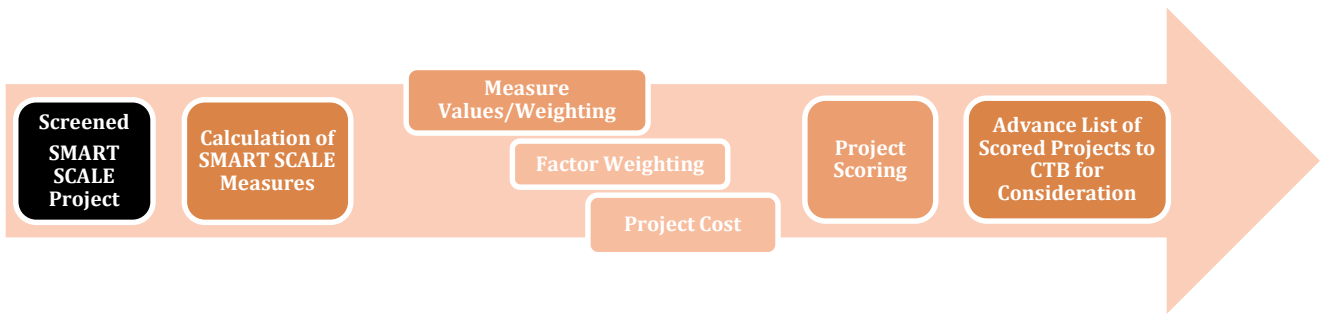 Screened
SMART
SCALE
Project
Calculation of
SMART SCALE
Measures
Measure
Values/Weighting
Factor Weighting
Project Cost
Project
Scoring
Advance List of
Scored Projects to
CTB for
Consideration